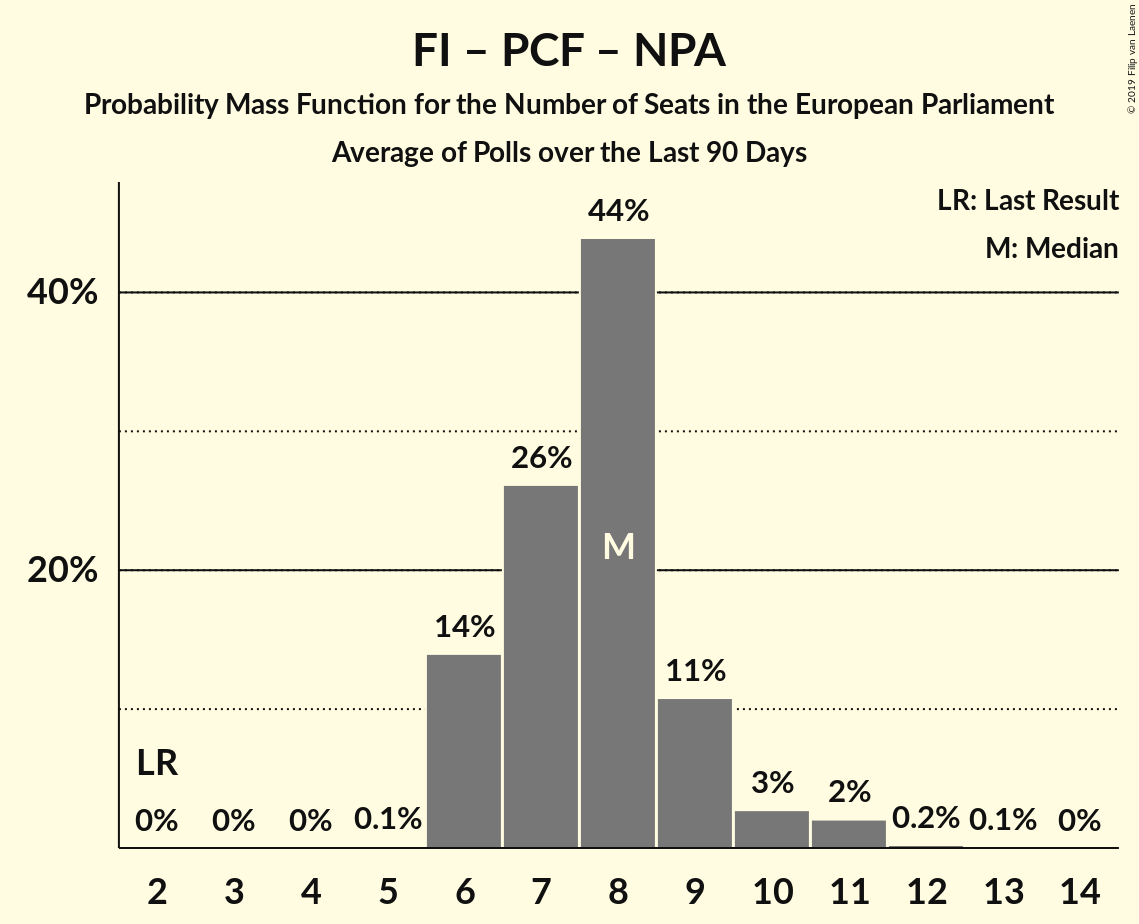 FI – PCF – NPA
Probability Mass Function for the Number of Seats in the European Parliament
Average of Polls over the Last 90 Days
© 2019 Filip van Laenen
LR: Last Result
M: Median
44%
40%
26%
M
20%
14%
11%
LR
3%
2%
0%
0%
0%
0.1%
0.2%
0.1%
0%
2 3 4 5 6 7 8 9 10 11 12 13 14